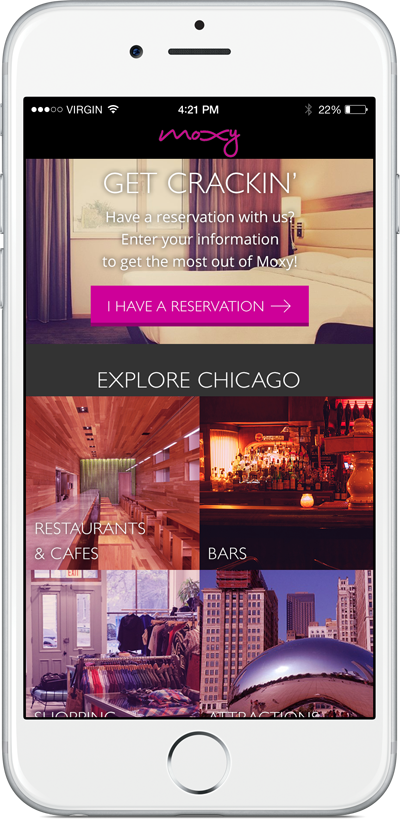 VIRGIN 4:21 PM 22%
moxy
GET CRACKIN'
Have a reservation with us?
Enter your information
to get the most out of Moxy!
I HAVE A RESERVATION
EXPLORE CHICAGO
RESTAURANTS
& CAFES
BARS
EXIT
SHOPPING
ATTRACTIONS